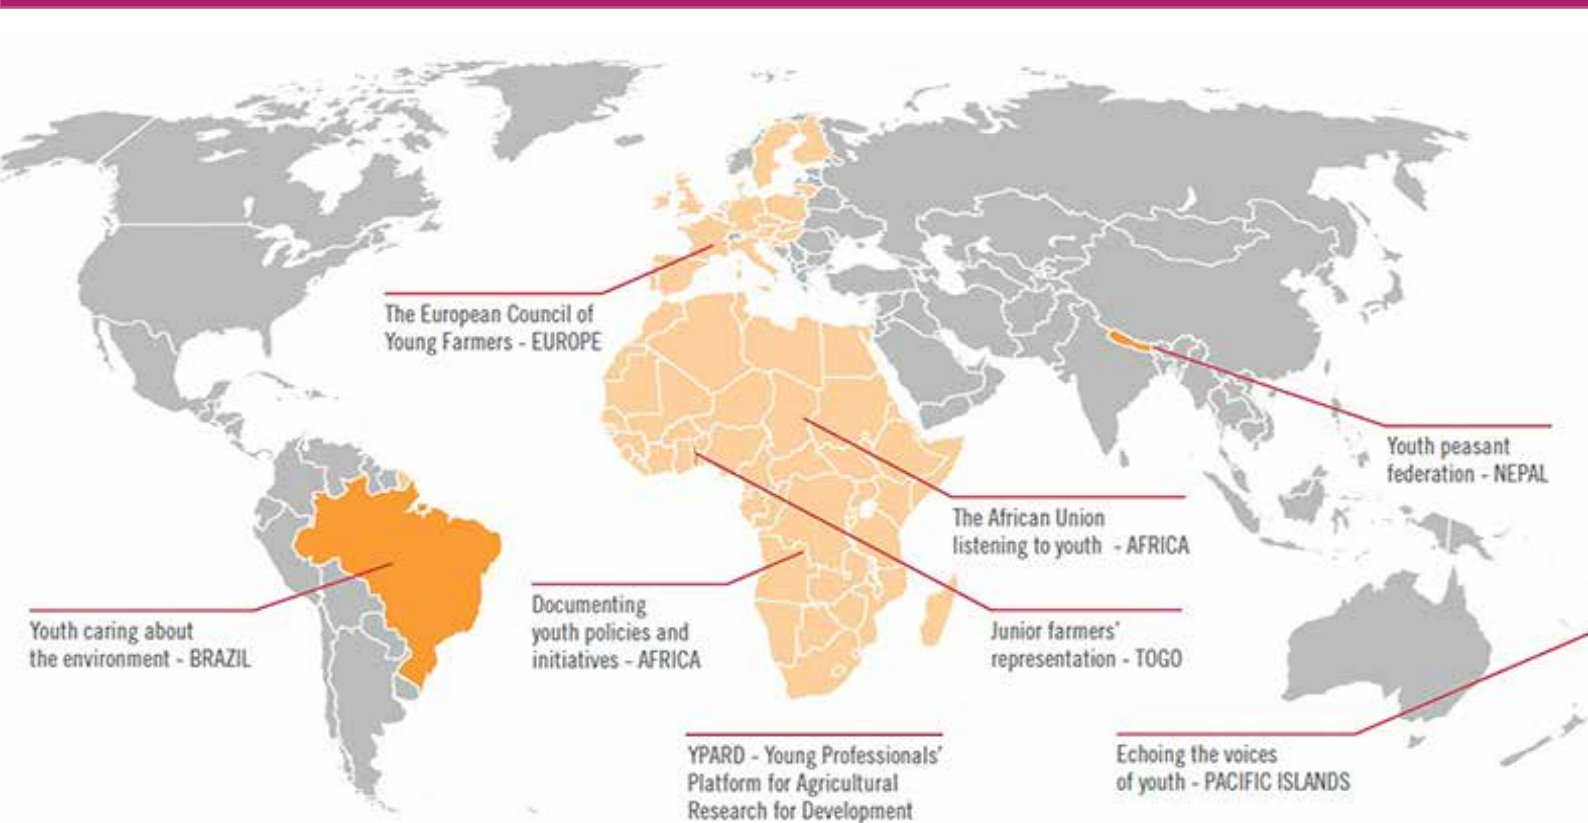 The European Council of
Young Farmers - EUROPE
Youth peasant
federation - NEPAL
The African Union
listening to youth - AFRICA
Documenting
youth policies and
initiatives - AFRICA
Junior farmers'
representation - TOGO
Youth caring about
the environment - BRAZIL
YPARD - Young Professionals'
Platform for Agricultural
Research for Development
Echoing the voices
of youth - PACIFIC ISLANDS